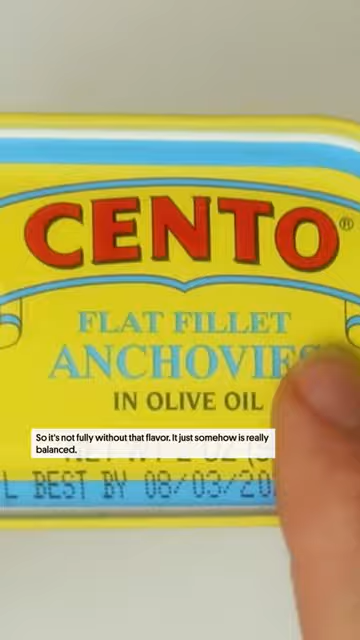 CENTO®
FLAT FILLET
ANCHOVIES
IN OLIVE OIL
So it's not fully without that flavor. It just somehow is really
balanced.
BEST BY 08/03/20